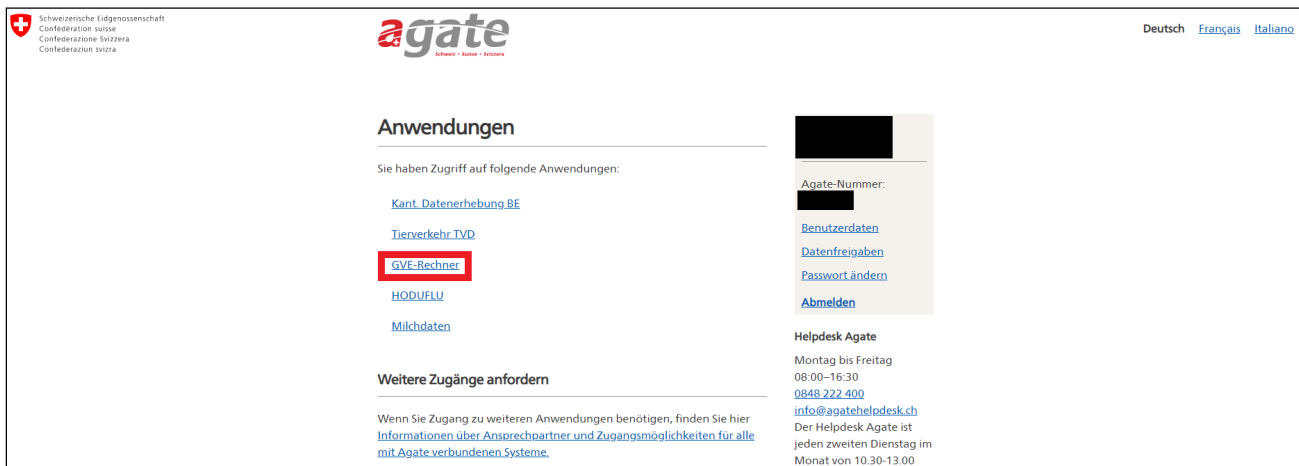 Schweizerische Eidgenossenschaft
Confédération suisse
Confederazione Svizzera
Confederaziun svizra
agate
Schweiz • Suisse • Svizzera
Deutsch Français Italiano
Anwendungen
Sie haben Zugriff auf folgende Anwendungen:
Kant. Datenerhebung BE
Tierverkehr TVD
GVE-Rechner
HODUFLU
Milchdaten
Weitere Zugänge anfordern
Wenn Sie Zugang zu weiteren Anwendungen benötigen, finden Sie hier
Informationen über Ansprechpartner und Zugangsmöglichkeiten für alle
mit Agate verbundenen Systeme.
Agate-Nummer:
Benutzerdaten
Datenfreigaben
Passwort ändern
Abmelden
Helpdesk Agate
Montag bis Freitag
08:00–16:30
0848 222 400
info@agatehelpdesk.ch
Der Helpdesk Agate ist
jeden zweiten Dienstag im
Monat von 10.30-13.00